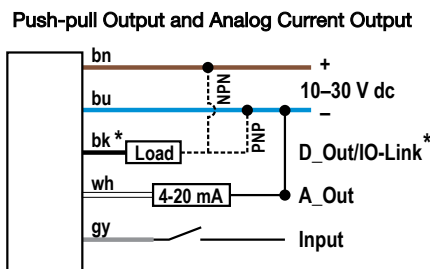 Push-pull Output and Analog Current Output
bn
+
NPN
10–30 V dc
bu
–
PNP
bk *
Load
D_Out/IO-Link*
wh
4-20 mA
A_Out
gy
Input